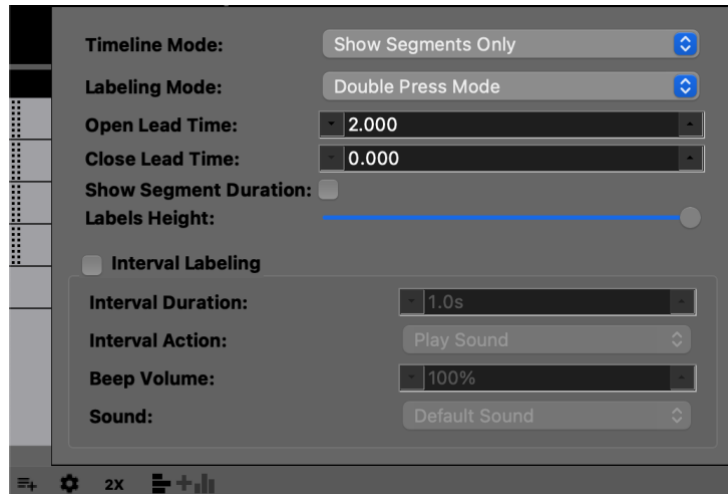 Timeline Mode: Show Segments Only
Labeling Mode: Double Press Mode
Open Lead Time: 2.000
Close Lead Time: 0.000
Show Segment Duration:
Labels Height:
Interval Labeling
Interval Duration: 1.0s
Interval Action: Play Sound
Beep Volume: 100%
Sound: Default Sound
2X